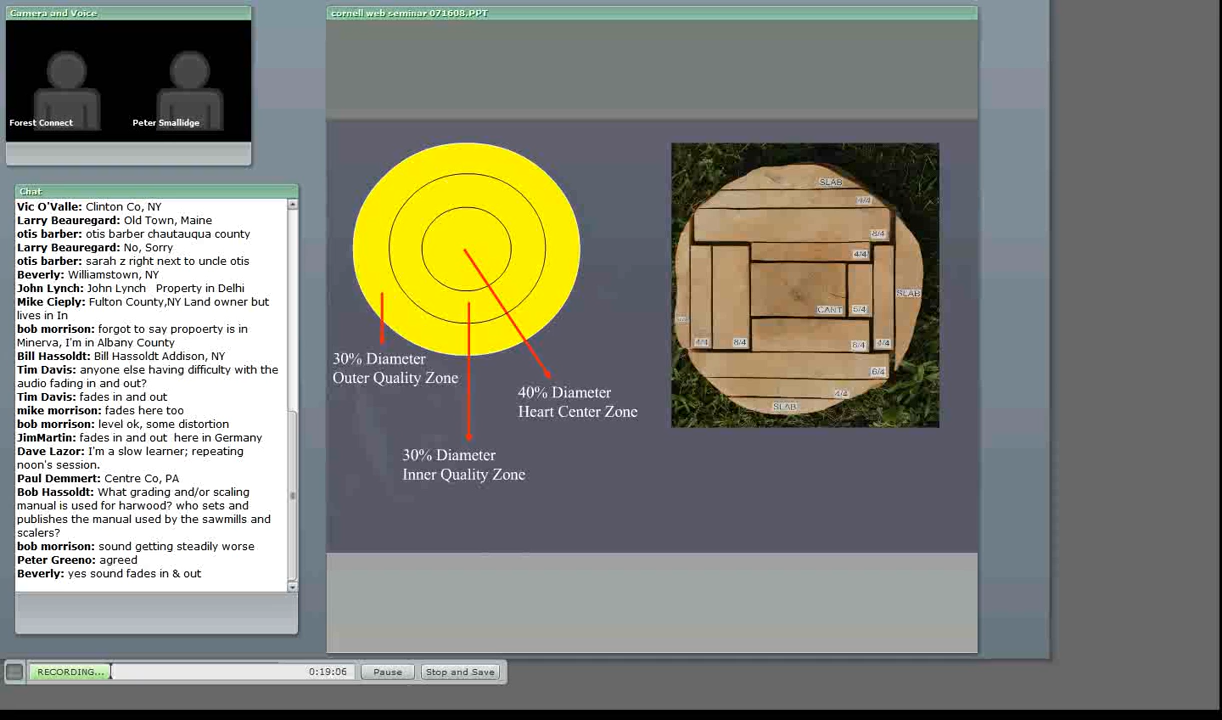 Camera and Voice
Forest Connect
Peter Smallidge
Chat
Vic O'Valle: Clinton Co, NY
Larry Beauregard: Old Town, Maine
otis barber: otis barber chautauqua county
Larry Beauregard: No, Sorry
otis barber: sarah z right next to uncle otis
Beverly: Williamstown, NY
John Lynch: John Lynch Property in Delhi
Mike Cieply: Fulton County,NY Land owner but
lives in In
bob morrison: forgot to say propoerty is in
Minerva, I'm in Albany County
Bill Hassoldt: Bill Hassoldt Addison, NY
Tim Davis: anyone else having difficulty with the
audio fading in and out?
Tim Davis: fades in and out
mike morrison: fades here too
bob morrison: level ok, some distortion
JimMartin: fades in and out here in Germany
Dave Lazor: I'm a slow learner; repeating
noon's session.
Paul Demmert: Centre Co, PA
Bob Hassoldt: What grading and/or scaling
manual is used for harwood? who sets and
publishes the manual used by the sawmills and
scalers?
bob morrison: sound getting steadily worse
Peter Greeno: agreed
Beverly: yes sound fades in & out
cornell web seminar 071608.PPT
30% Diameter
Outer Quality Zone
40% Diameter
Heart Center Zone
30% Diameter
Inner Quality Zone
SLAB
4/4
8/4
4/4
SLAB
CANT
5/4
4/4
8/4
8/4
4/4
6/4
4/4
SLAB
RECORDING...
0:19:06
Pause
Stop and Save